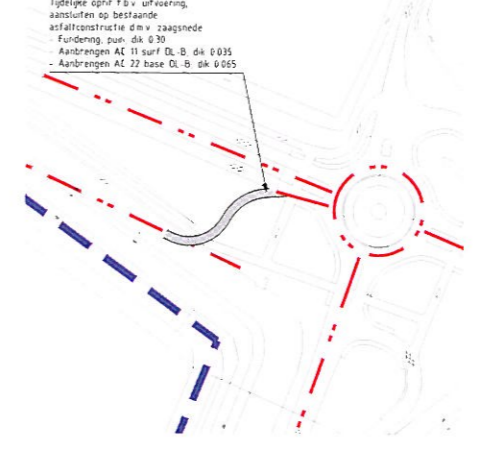 Tijdelijke oprit t b v uitvoering,
aansluiten op bestaande
asfaltconstructie d m v zaagsnede
- Fundering, puin, dik 0.30
- Aanbrengen AC 11 surf DL-B, dik 0.035
- Aanbrengen AC 22 base OL-B, dik 0.065